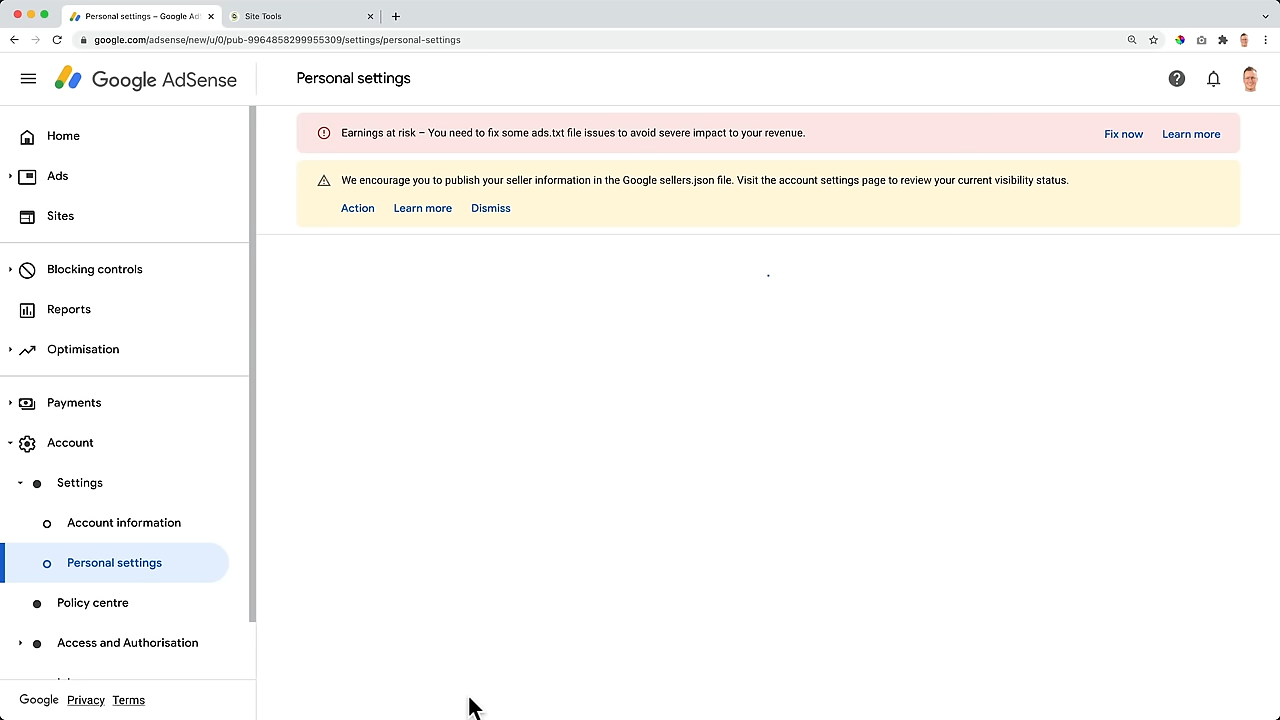 Personal settings – Google Ad
Site Tools
google.com/adsense/new/u/0/pub-9964858299955309/settings/personal-settings
Google AdSense
Personal settings
Home
Ads
Sites
Blocking controls
Reports
Optimisation
Payments
Account
Settings
Account information
Personal settings
Policy centre
Access and Authorisation
Google Privacy Terms
Earnings at risk – You need to fix some ads.txt file issues to avoid severe impact to your revenue.
Fix now Learn more
We encourage you to publish your seller information in the Google sellers.json file. Visit the account settings page to review your current visibility status.
Action Learn more Dismiss